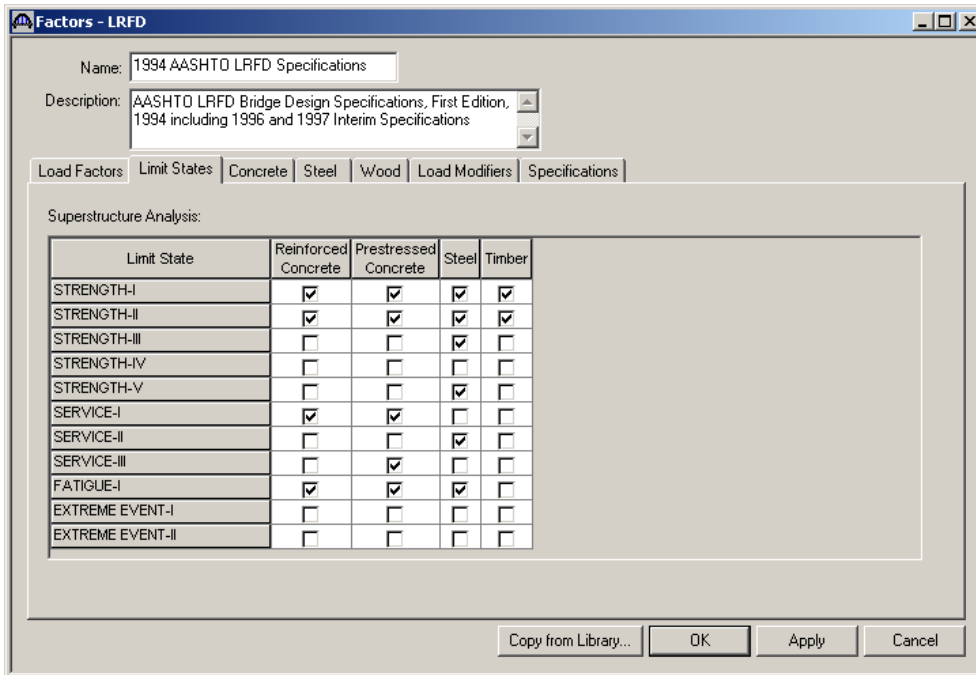 Factors - LRFD
Name: 1994 AASHTO LRFD Specifications
Description: AASHTO LRFD Bridge Design Specifications, First Edition,
1994 including 1996 and 1997 Interim Specifications
Load Factors Limit States Concrete Steel Wood Load Modifiers Specifications
Superstructure Analysis:
Limit State Reinforced Concrete Prestressed Concrete Steel Timber
STRENGTH-I
STRENGTH-II
STRENGTH-III
STRENGTH-IV
STRENGTH-V
SERVICE-I
SERVICE-II
SERVICE-III
FATIGUE-I
EXTREME EVENT-I
EXTREME EVENT-II
Copy from Library... OK Apply Cancel